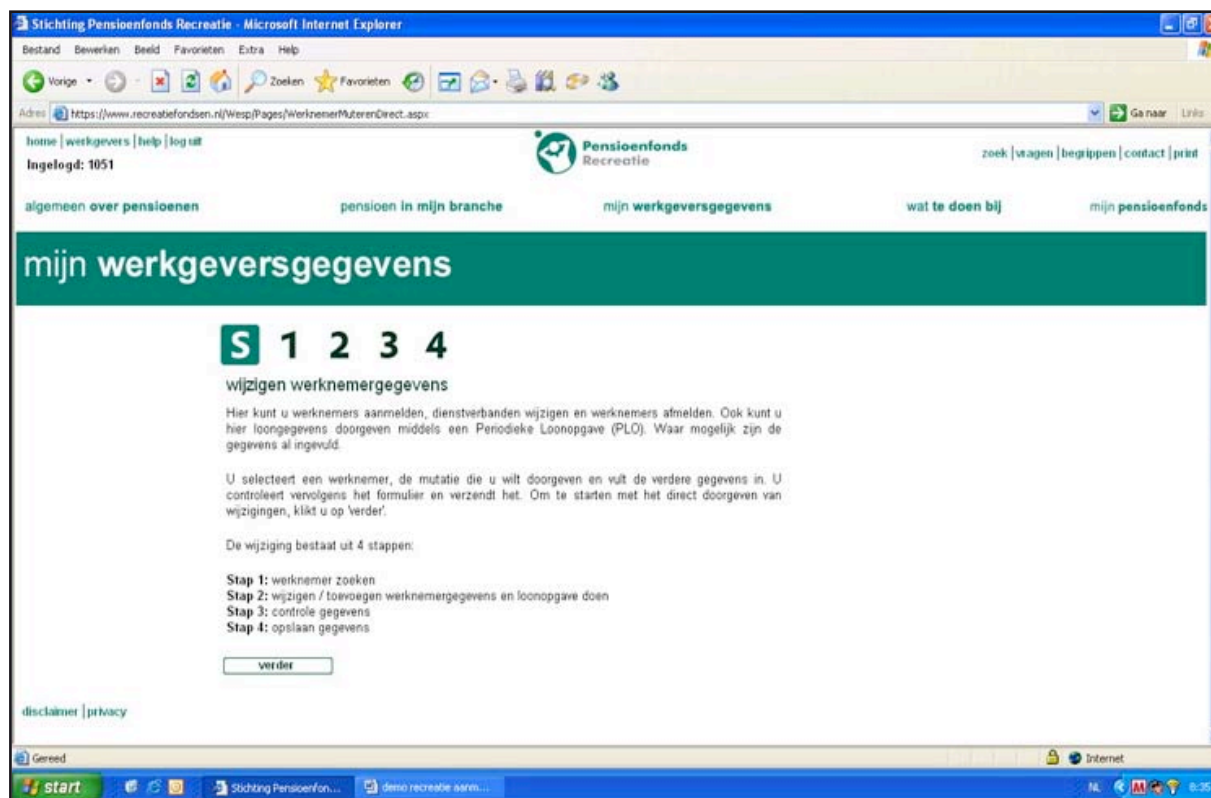 Stichting Pensioenfonds Recreatie - Microsoft Internet Explorer
Bestand Bewerken Beeld Favorieten Extra Help
Vorige Zoeken Favorieten
Adres https://www.recreatiefondsen.nl/Wesp/Pages/WerknemerMuterenDirect.aspx Ga naar Links
home | werkgevers | help | log uit
Ingelogd: 1051
Pensioenfonds
Recreatie
zoek | vragen | begrippen | contact | print
algemeen over pensioenen pensioen in mijn branche mijn werkgeversgegevens wat te doen bij mijn pensioenfonds
mijn werkgeversgegevens
S 1 2 3 4
wijzigen werknemergegevens
Hier kunt u werknemers aanmelden, dienstverbanden wijzigen en werknemers afmelden. Ook kunt u
hier loongegevens doorgeven middels een Periodieke Loonopgave (PLO). Waar mogelijk zijn de
gegevens al ingevuld.
U selecteert een werknemer, de mutatie die u wilt doorgeven en vult de verdere gegevens in. U
controleert vervolgens het formulier en verzendt het. Om te starten met het direct doorgeven van
wijzigingen, klikt u op 'verder'.
De wijziging bestaat uit 4 stappen:
Stap 1: werknemer zoeken
Stap 2: wijzigen / toevoegen werknemergegevens en loonopgave doen
Stap 3: controle gegevens
Stap 4: opslaan gegevens
verder
disclaimer | privacy
Gereed Internet
start Stichting Pensioenfon... demo recreatie aanm... NL 8:35